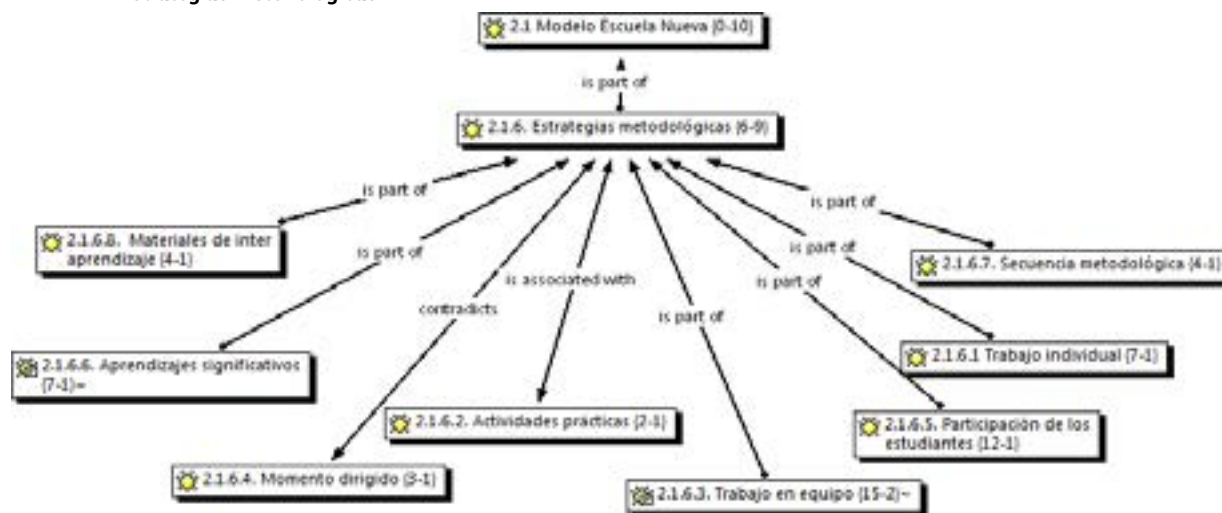 2.1 Modelo Escuela Nueva {0-10}
is part of
2.1.6. Estrategias metodológicas {6-9}
is part of
is part of
2.1.6.8. Materiales de inter
aprendizaje {4-1}
is part of
is part of
2.1.6.7. Secuencia metodológica {4-1}
is associated with
is part of
contradicts
is part of
2.1.6.6. Aprendizajes significativos
{7-1}~
2.1.6.1 Trabajo individual {7-1}
2.1.6.2. Actividades prácticas {2-1}
2.1.6.5. Participación de los
estudiantes {12-1}
2.1.6.4. Momento dirigido {3-1}
2.1.6.3. Trabajo en equipo {15-2}~